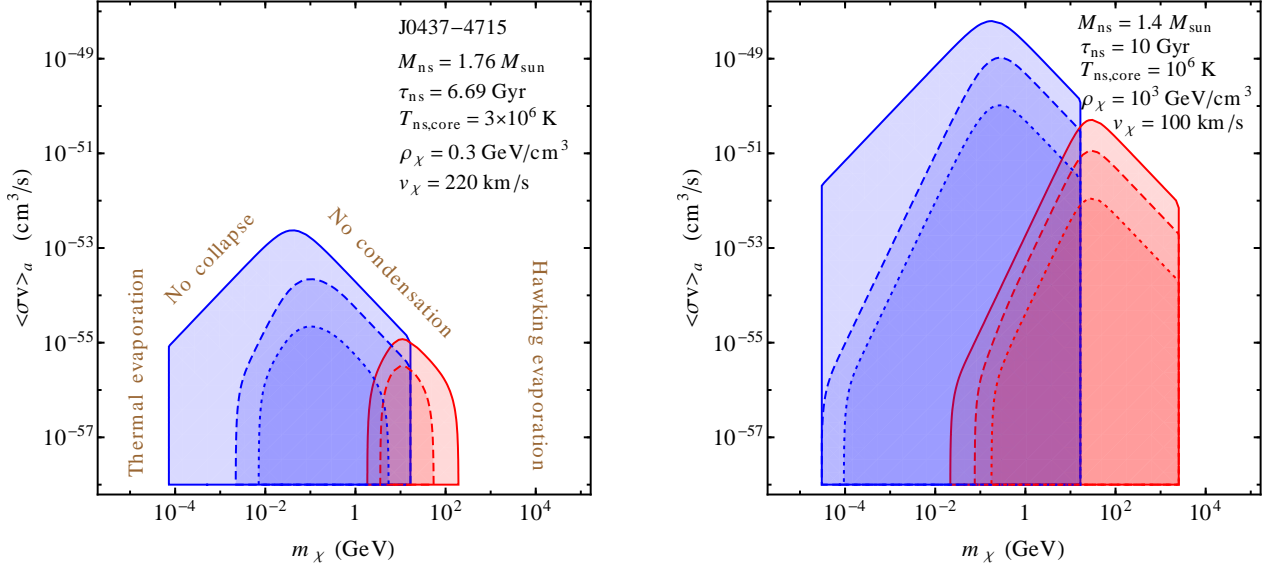 J0437−4715
M_ns = 1.76 M_sun
τ_ns = 6.69 Gyr
T_ns,core = 3×10^6 K
ρ_χ = 0.3 GeV/cm^3
v_χ = 220 km/s
No collapse
No condensation
Thermal evaporation
Hawking evaporation
10^−49
10^−51
10^−53
10^−55
10^−57
<σv>_a (cm^3/s)
10^−4
10^−2
1
10^2
10^4
m_χ (GeV)
M_ns = 1.4 M_sun
τ_ns = 10 Gyr
T_ns,core = 10^6 K
ρ_χ = 10^3 GeV/cm^3
v_χ = 100 km/s
10^−49
10^−51
10^−53
10^−55
10^−57
<σv>_a (cm^3/s)
10^−4
10^−2
1
10^2
10^4
m_χ (GeV)